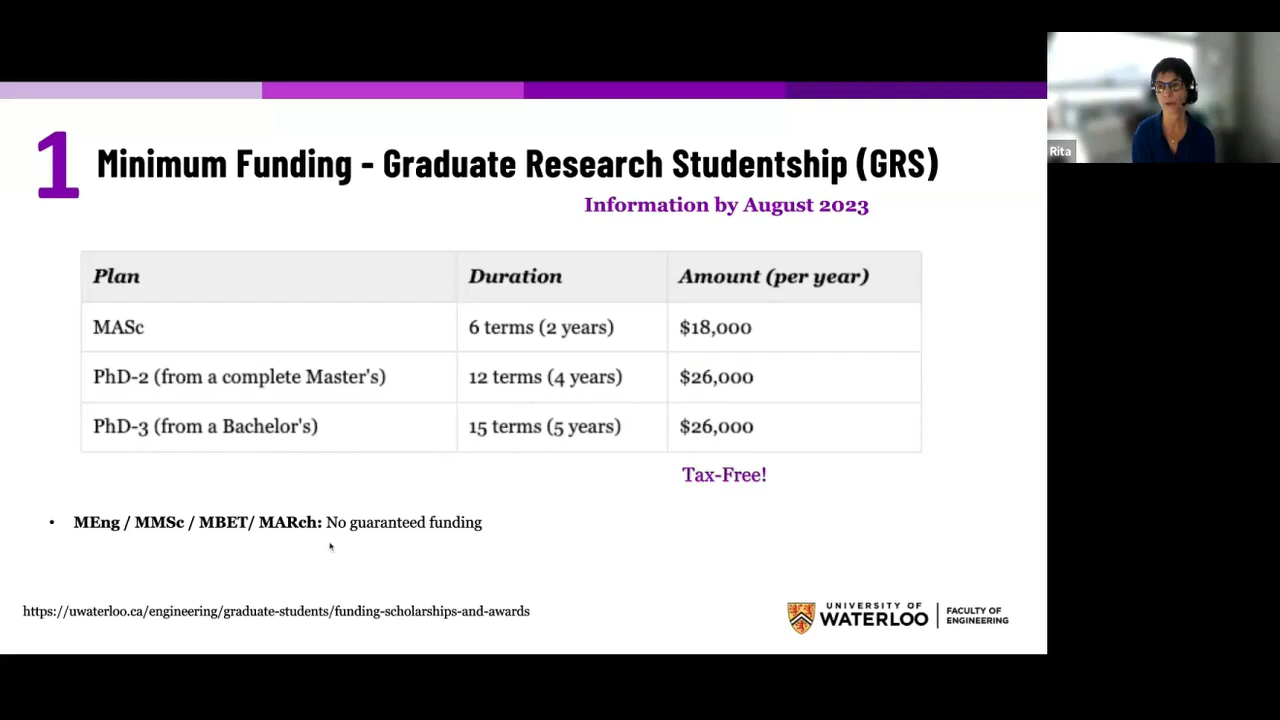 1
Minimum Funding - Graduate Research Studentship (GRS)
Information by August 2023
Plan Duration Amount (per year)
MASc 6 terms (2 years) $18,000
PhD-2 (from a complete Master's) 12 terms (4 years) $26,000
PhD-3 (from a Bachelor's) 15 terms (5 years) $26,000
Tax-Free!
• MEng / MMSc / MBET/ MARch: No guaranteed funding
https://uwaterloo.ca/engineering/graduate-students/funding-scholarships-and-awards
UNIVERSITY OF
WATERLOO
FACULTY OF
ENGINEERING
Rita